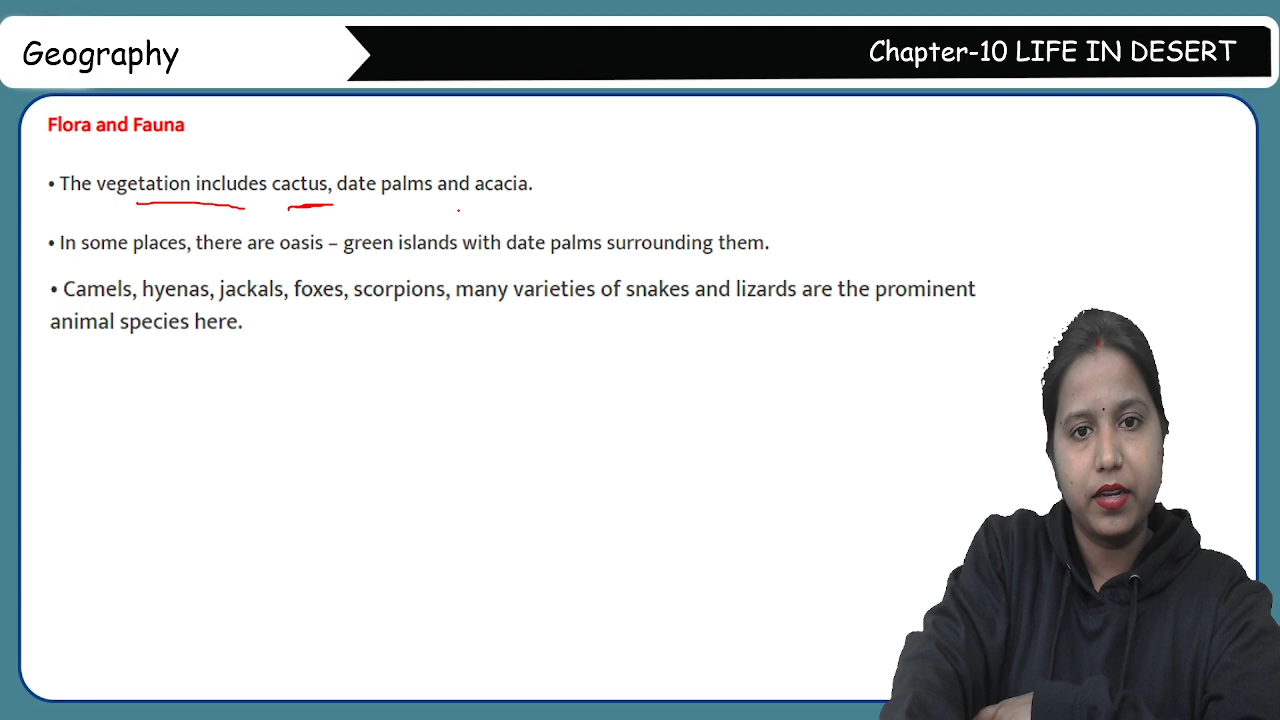 Geography
Chapter-10 LIFE IN DESERT
Flora and Fauna
• The vegetation includes cactus, date palms and acacia.
• In some places, there are oasis – green islands with date palms surrounding them.
• Camels, hyenas, jackals, foxes, scorpions, many varieties of snakes and lizards are the prominent
animal species here.